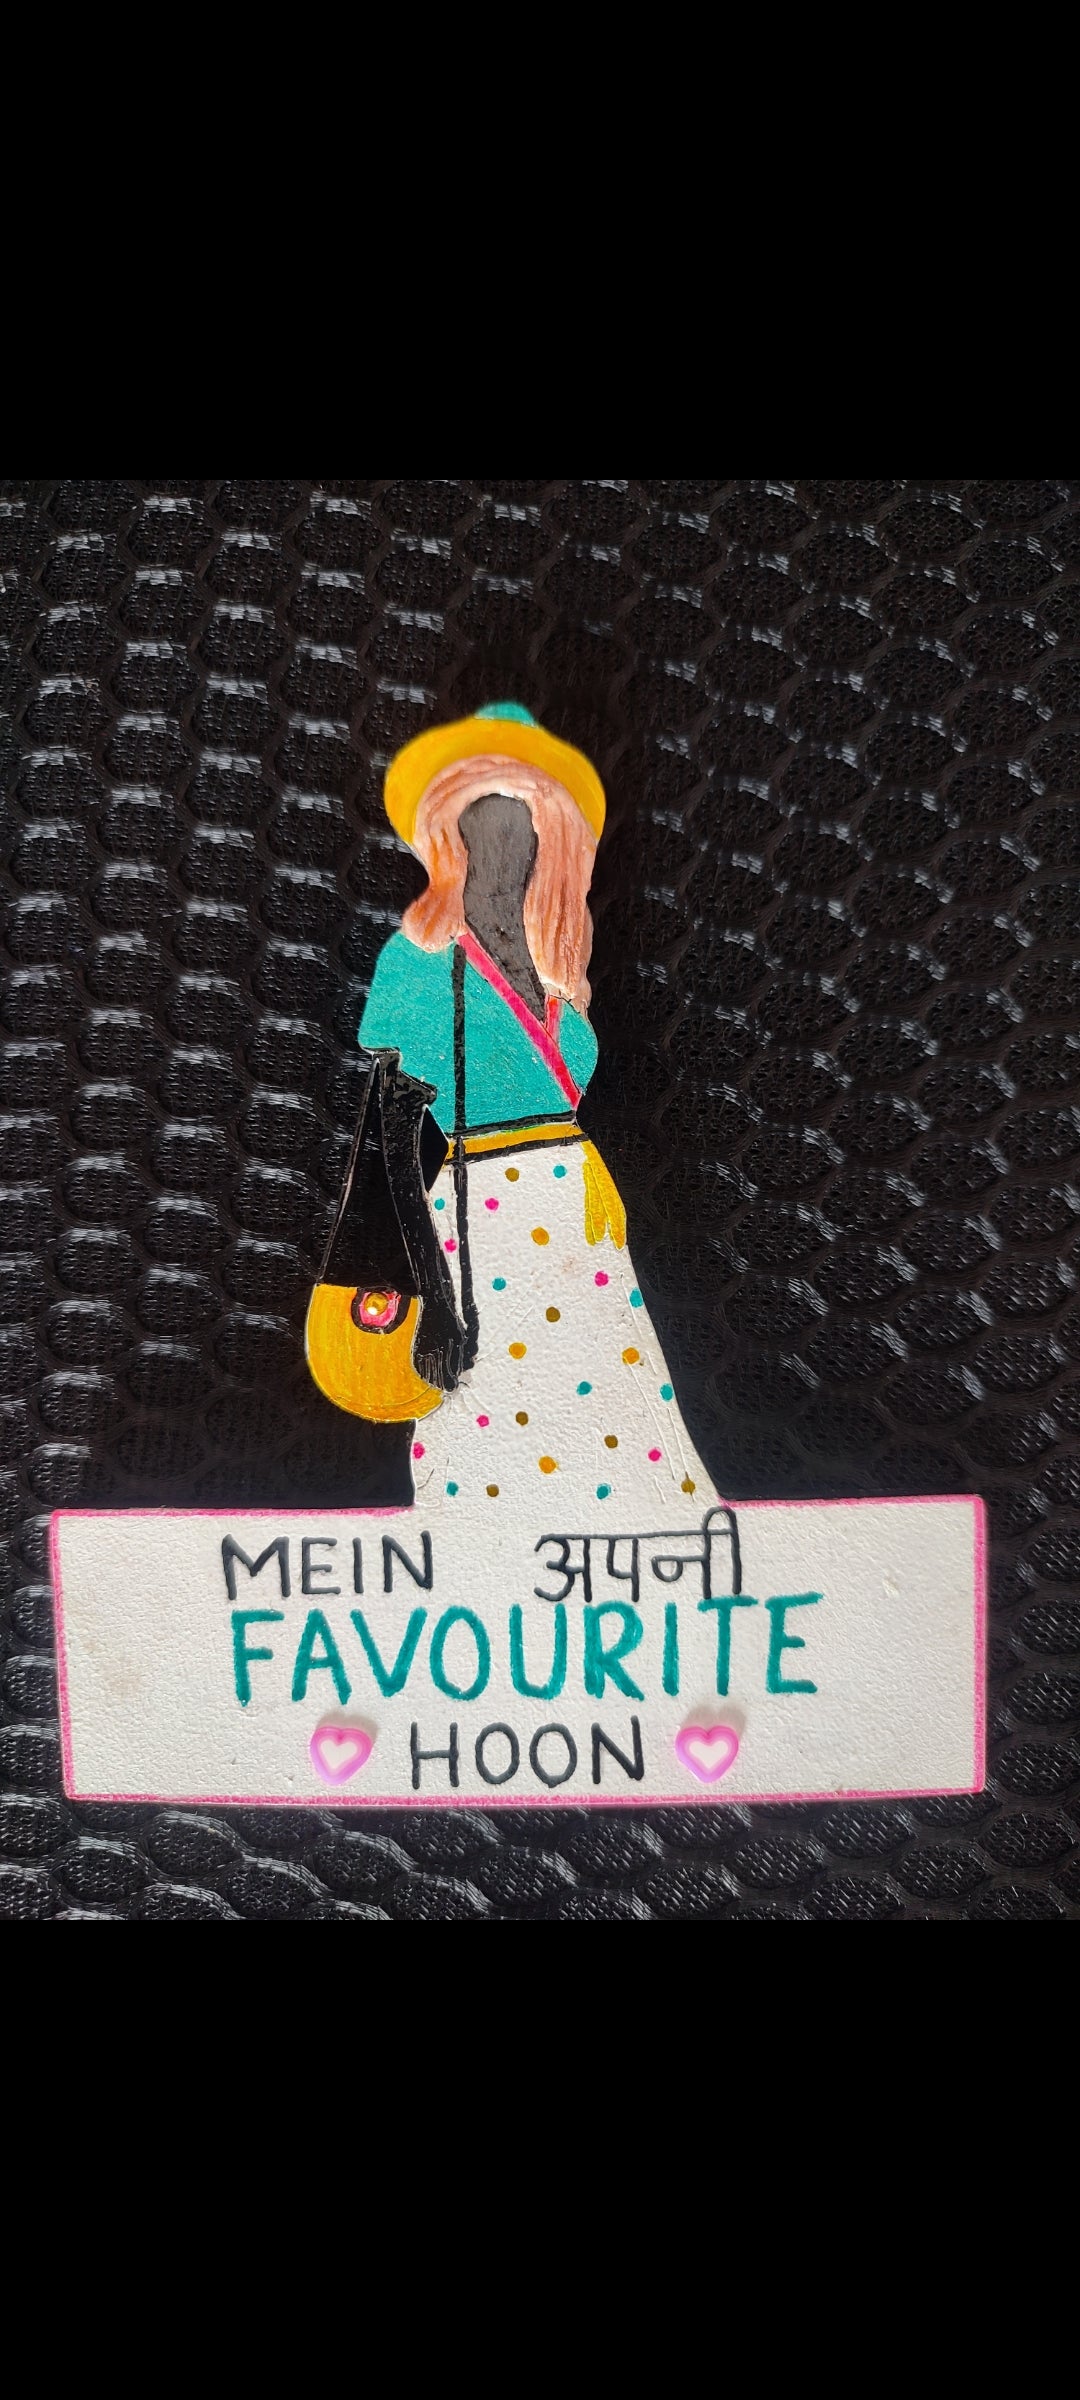 MEIN अपनी
FAVOURITE
HOON